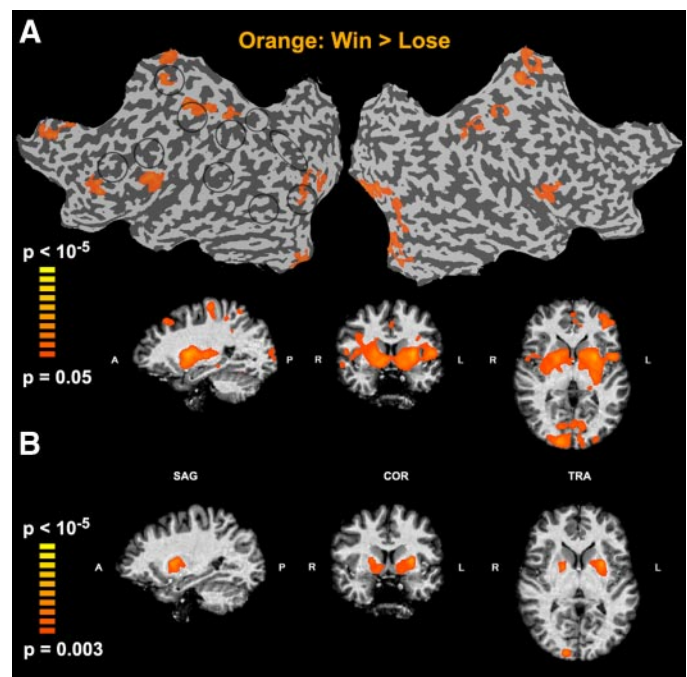 A
Orange: Win > Lose
p < 10-5
p = 0.05
A P R L R L
B
SAG COR TRA
p < 10-5
A P R L R L
p = 0.003